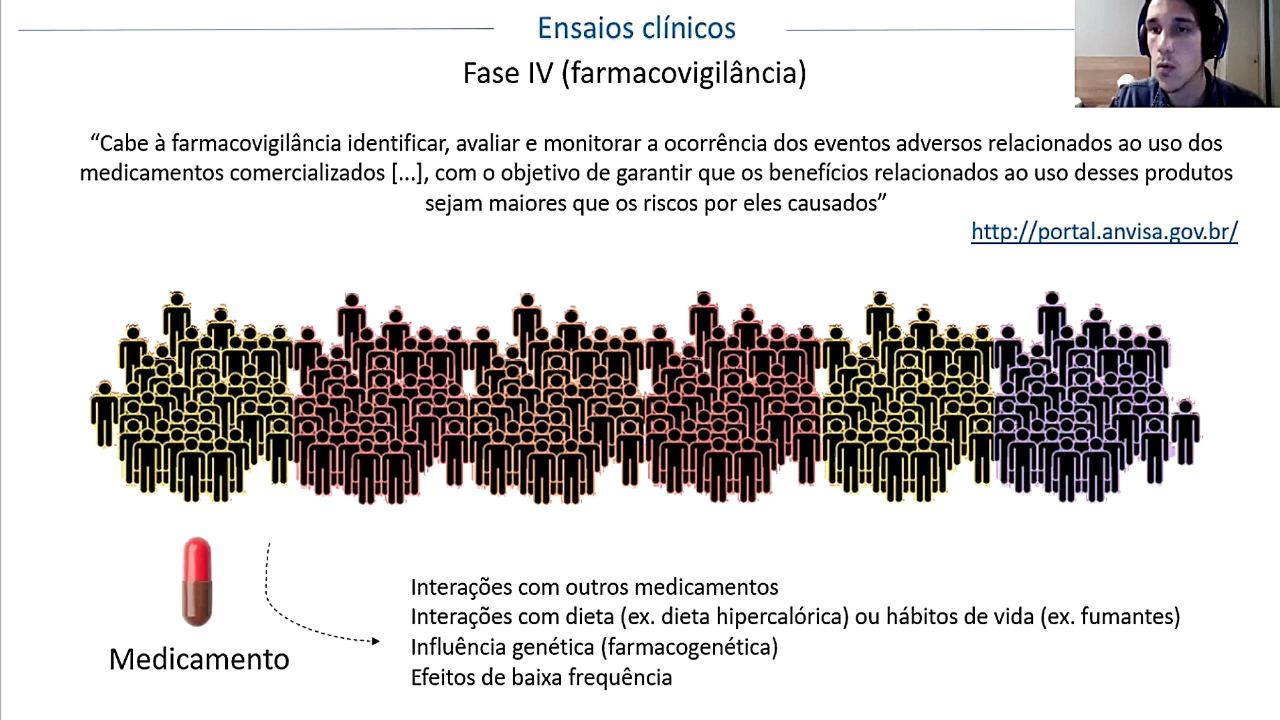 Ensaios clínicos
Fase IV (farmacovigilância)
“Cabe à farmacovigilância identificar, avaliar e monitorar a ocorrência dos eventos adversos relacionados ao uso dos
medicamentos comercializados [...], com o objetivo de garantir que os benefícios relacionados ao uso desses produtos
sejam maiores que os riscos por eles causados”
http://portal.anvisa.gov.br/
Interações com outros medicamentos
Interações com dieta (ex. dieta hipercalórica) ou hábitos de vida (ex. fumantes)
Influência genética (farmacogenética)
Efeitos de baixa frequência
Medicamento